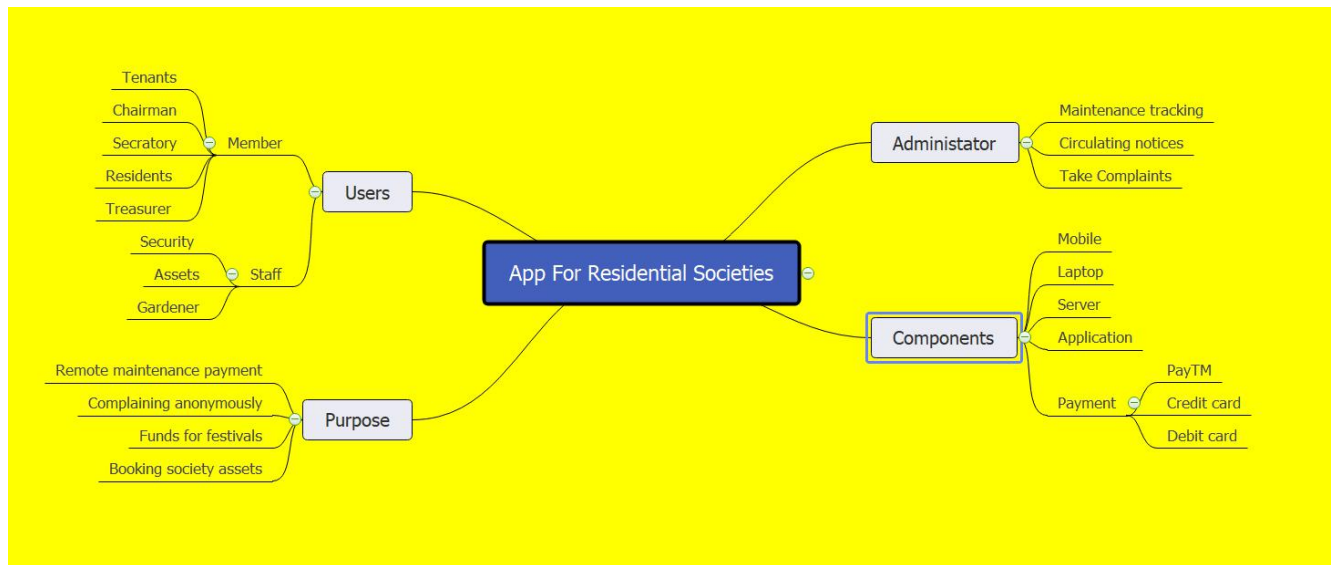 App For Residential Societies
Users
Member
Tenants
Chairman
Secratory
Residents
Treasurer
Staff
Security
Assets
Gardener
Purpose
Remote maintenance payment
Complaining anonymously
Funds for festivals
Booking society assets
Administator
Maintenance tracking
Circulating notices
Take Complaints
Components
Mobile
Laptop
Server
Application
Payment
PayTM
Credit card
Debit card